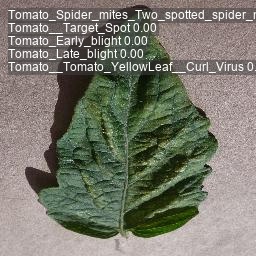 Tomato_Spider_mites_Two_spotted_spider_
Tomato__Target_Spot 0.00
Tomato_Early_blight 0.00
Tomato_Late_blight 0.00
Tomato__Tomato_YellowLeaf__Curl_Virus 0.